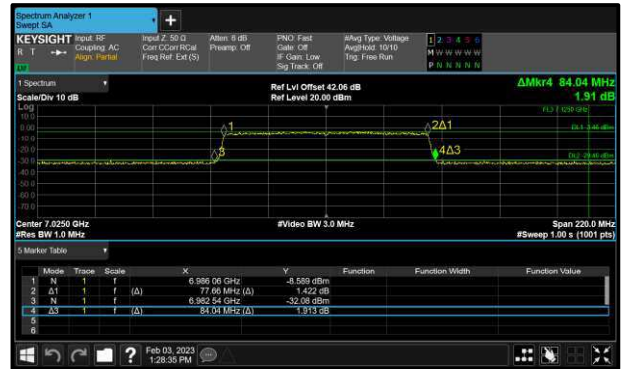 Spectrum Analyzer 1
Swept SA
+
KEYSIGHT
R T
Input: RF
Coupling: AC
Align: Partial
Input Z: 50 Ω
Corr CCorr RCal
Freq Ref: Ext (S)
Atten: 6 dB
Preamp: Off
PNO: Fast
Gate: Off
IF Gain: Low
Sig Track: Off
#Avg Type: Voltage
Avg|Hold: 10/10
Trig: Free Run
1 2 3 4 5 6
M W W W W W
P N N N N N
1 Spectrum
Scale/Div 10 dB
Log
Ref Lvl Offset 42.06 dB
Ref Level 20.00 dBm
ΔMkr4 84.04 MHz
1.91 dB
10.0
0.00
-10.0
-20.0
-30.0
-40.0
-50.0
-60.0
-70.0
1
2Δ1
3
4Δ3
Center 7.0250 GHz
#Res BW 1.0 MHz
#Video BW 3.0 MHz
Span 220.0 MHz
#Sweep 1.00 s (1001 pts)
5 Marker Table
Mode Trace Scale X Y Function Function Width Function Value
1 N 1 f 6.986 06 GHz -8.589 dBm
2 Δ1 1 f (Δ) 77.66 MHz (Δ) 1.422 dB
3 N 1 f 6.982 54 GHz -32.08 dBm
4 Δ3 1 f (Δ) 84.04 MHz (Δ) 1.913 dB
5
6
?
Feb 03, 2023
1:28:35 PM